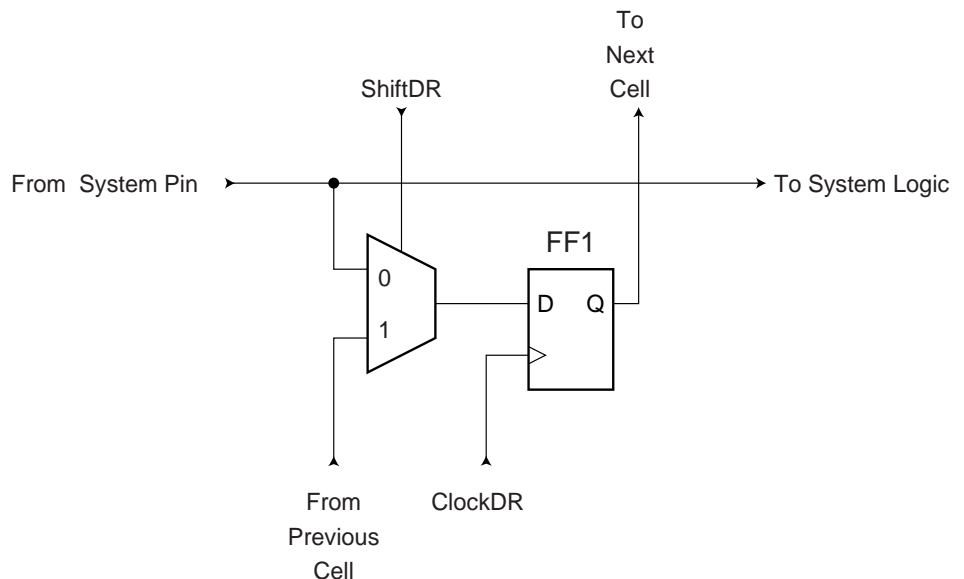 To
Next
Cell
ShiftDR
From System Pin
To System Logic
FF1
0
D Q
1
From
Previous
Cell
ClockDR